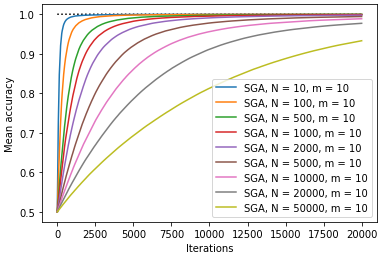 1.0
0.9
0.8
0.7
0.6
0.5
Mean accuracy
SGA, N = 10, m = 10
SGA, N = 100, m = 10
SGA, N = 500, m = 10
SGA, N = 1000, m = 10
SGA, N = 2000, m = 10
SGA, N = 5000, m = 10
SGA, N = 10000, m = 10
SGA, N = 20000, m = 10
SGA, N = 50000, m = 10
0 2500 5000 7500 10000 12500 15000 17500 20000
Iterations